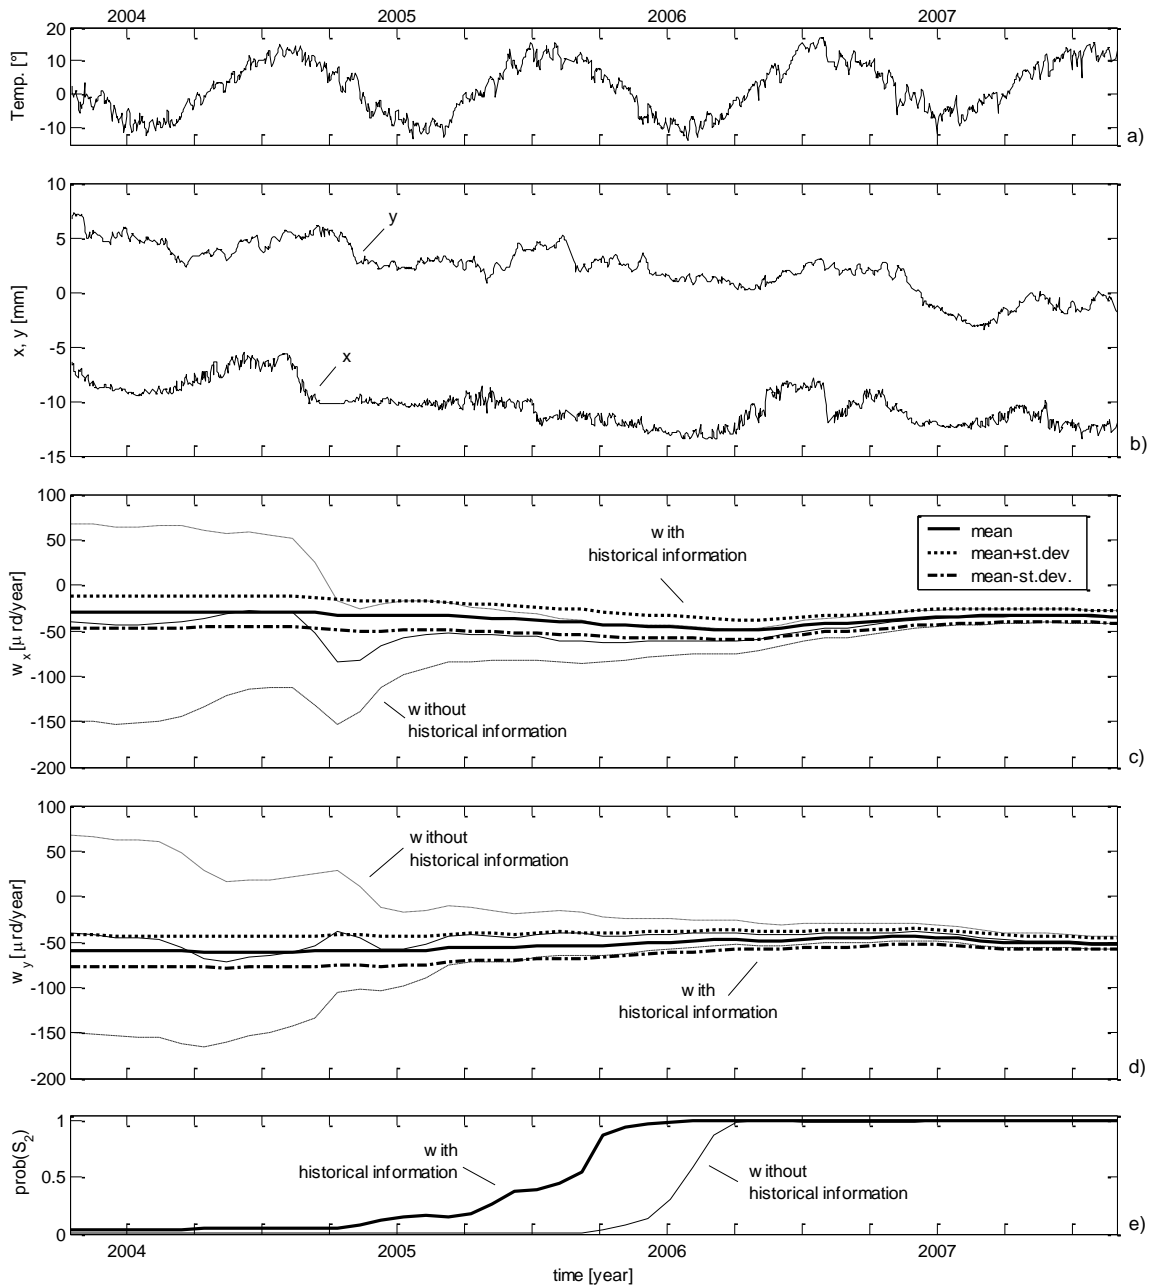 2004 2005 2006 2007
20
10
0
-10
Temp. [°]
a)
10
5
0
-5
-10
-15
x, y [mm]
y
x
b)
100
50
0
-50
-100
-150
-200
w x [μ rd/year]
with
historical information
mean
mean+st.dev
mean-st.dev.
without
historical information
c)
100
50
0
-50
-100
-150
-200
w y [μ rd/year]
without
historical information
with
historical information
d)
1
0.5
0
prob(S2)
with
historical information
without
historical information
e)
2004 2005 2006 2007
time [year]